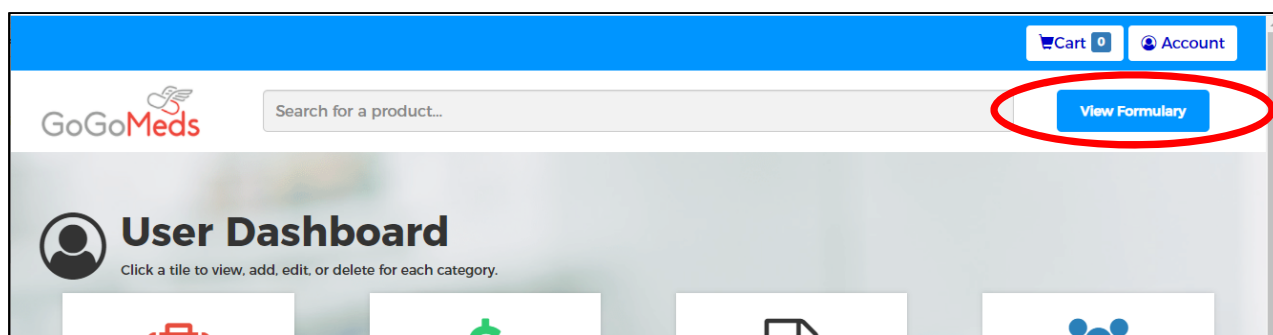 Cart 0 Account
GoGoMeds Search for a product... View Formulary
User Dashboard
Click a tile to view, add, edit, or delete for each category.